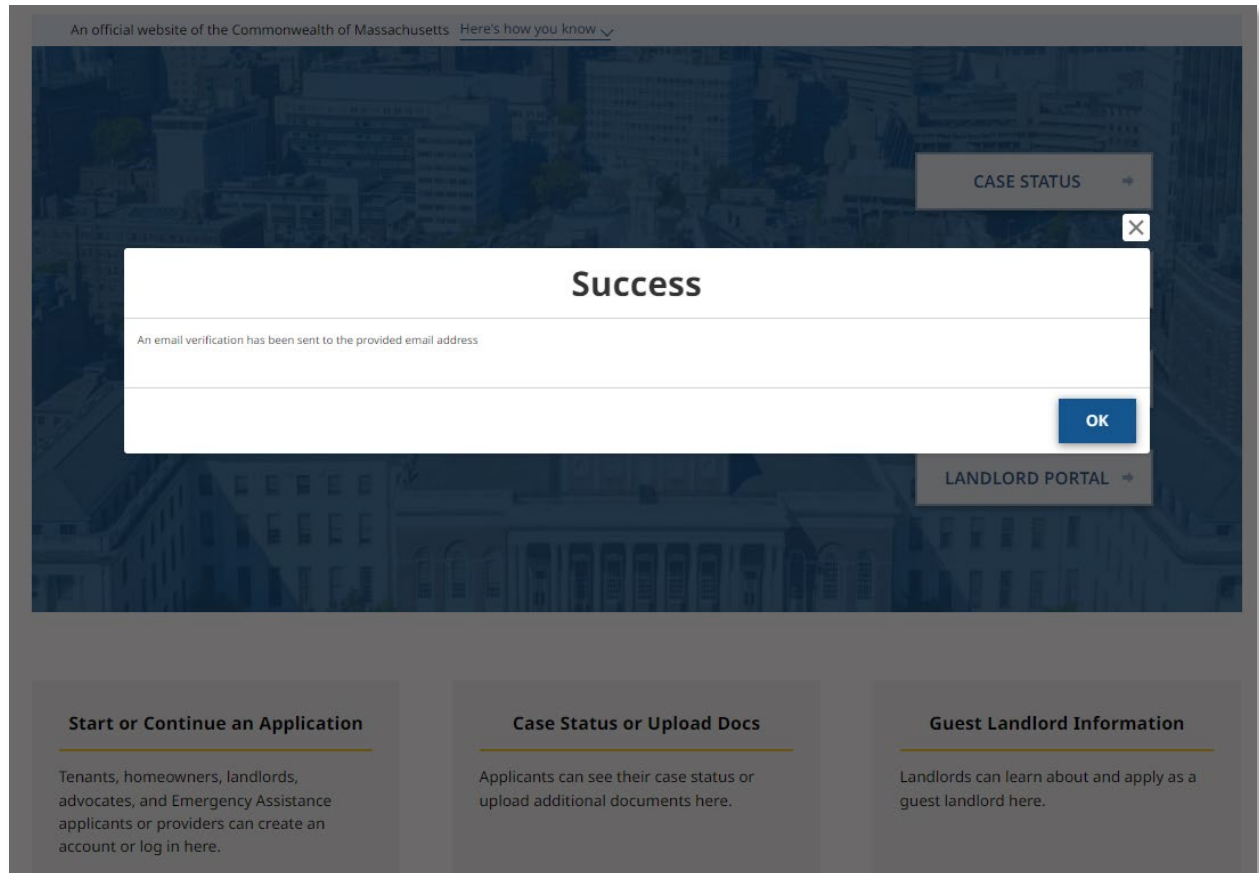 An official website of the Commonwealth of Massachusetts Here's how you know
CASE STATUS
Success
An email verification has been sent to the provided email address
OK
LANDLORD PORTAL
Start or Continue an Application
Tenants, homeowners, landlords,
advocates, and Emergency Assistance
applicants or providers can create an
account or log in here.
Case Status or Upload Docs
Applicants can see their case status or
upload additional documents here.
Guest Landlord Information
Landlords can learn about and apply as a
guest landlord here.